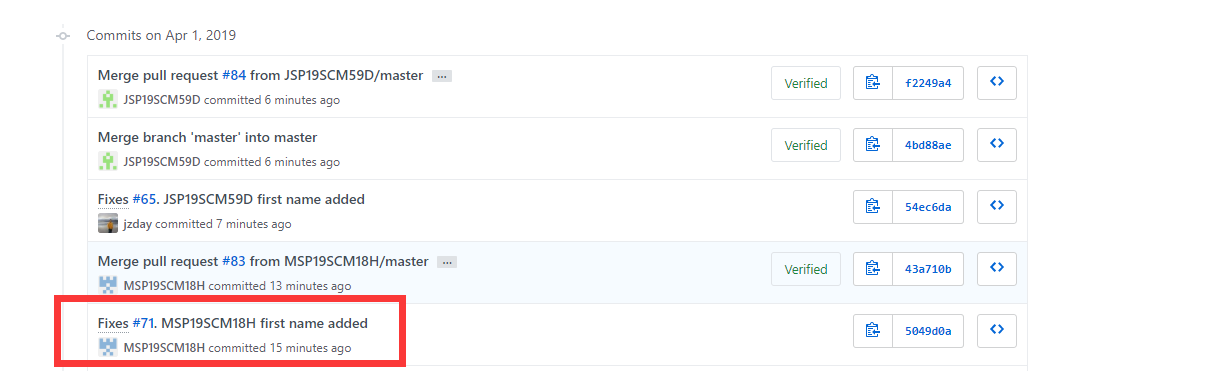 Commits on Apr 1, 2019
Merge pull request #84 from JSP19SCM59D/master ...
Verified
f2249a4
JSP19SCM59D committed 6 minutes ago
Merge branch 'master' into master
Verified
4bd88ae
JSP19SCM59D committed 6 minutes ago
Fixes #65. JSP19SCM59D first name added
54ec6da
jzday committed 7 minutes ago
Merge pull request #83 from MSP19SCM18H/master ...
Verified
43a710b
MSP19SCM18H committed 13 minutes ago
Fixes #71. MSP19SCM18H first name added
5049d0a
MSP19SCM18H committed 15 minutes ago